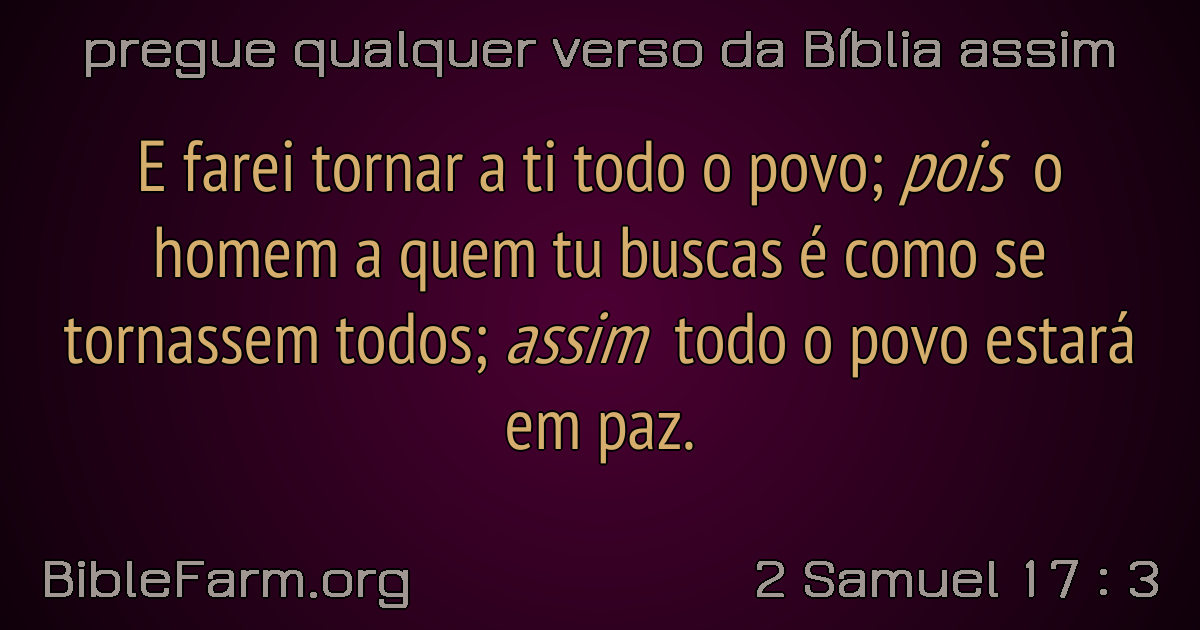 pregue qualquer verso da Bíblia assim
E farei tornar a ti todo o povo; pois o
homem a quem tu buscas é como se
tornassem todos; assim todo o povo estará
em paz.
BibleFarm.org
2 Samuel 17 : 3